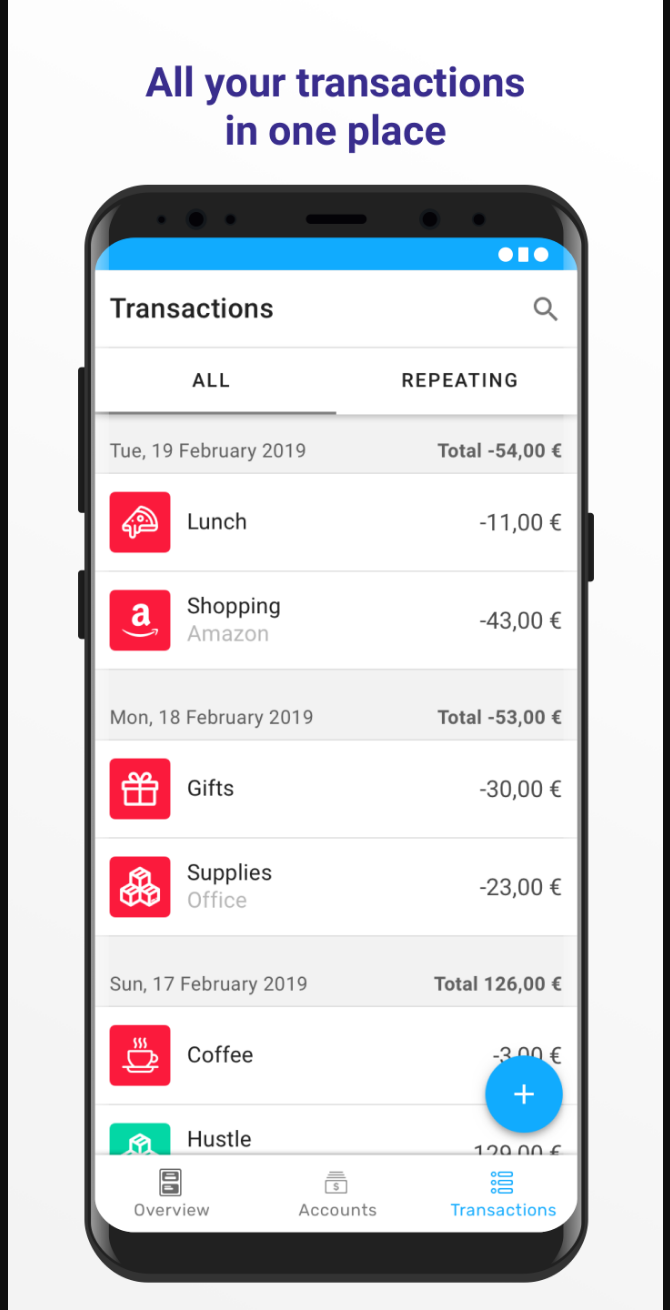 All your transactions
in one place
Transactions
ALL
REPEATING
Tue, 19 February 2019
Total -54,00 €
Lunch
-11,00 €
a
Shopping
Amazon
-43,00 €
Mon, 18 February 2019
Total -53,00 €
Gifts
-30,00 €
Supplies
Office
-23,00 €
Sun, 17 February 2019
Total 126,00 €
Coffee
-3,00 €
+
Hustle
129,00 €
$
Overview
Accounts
Transactions